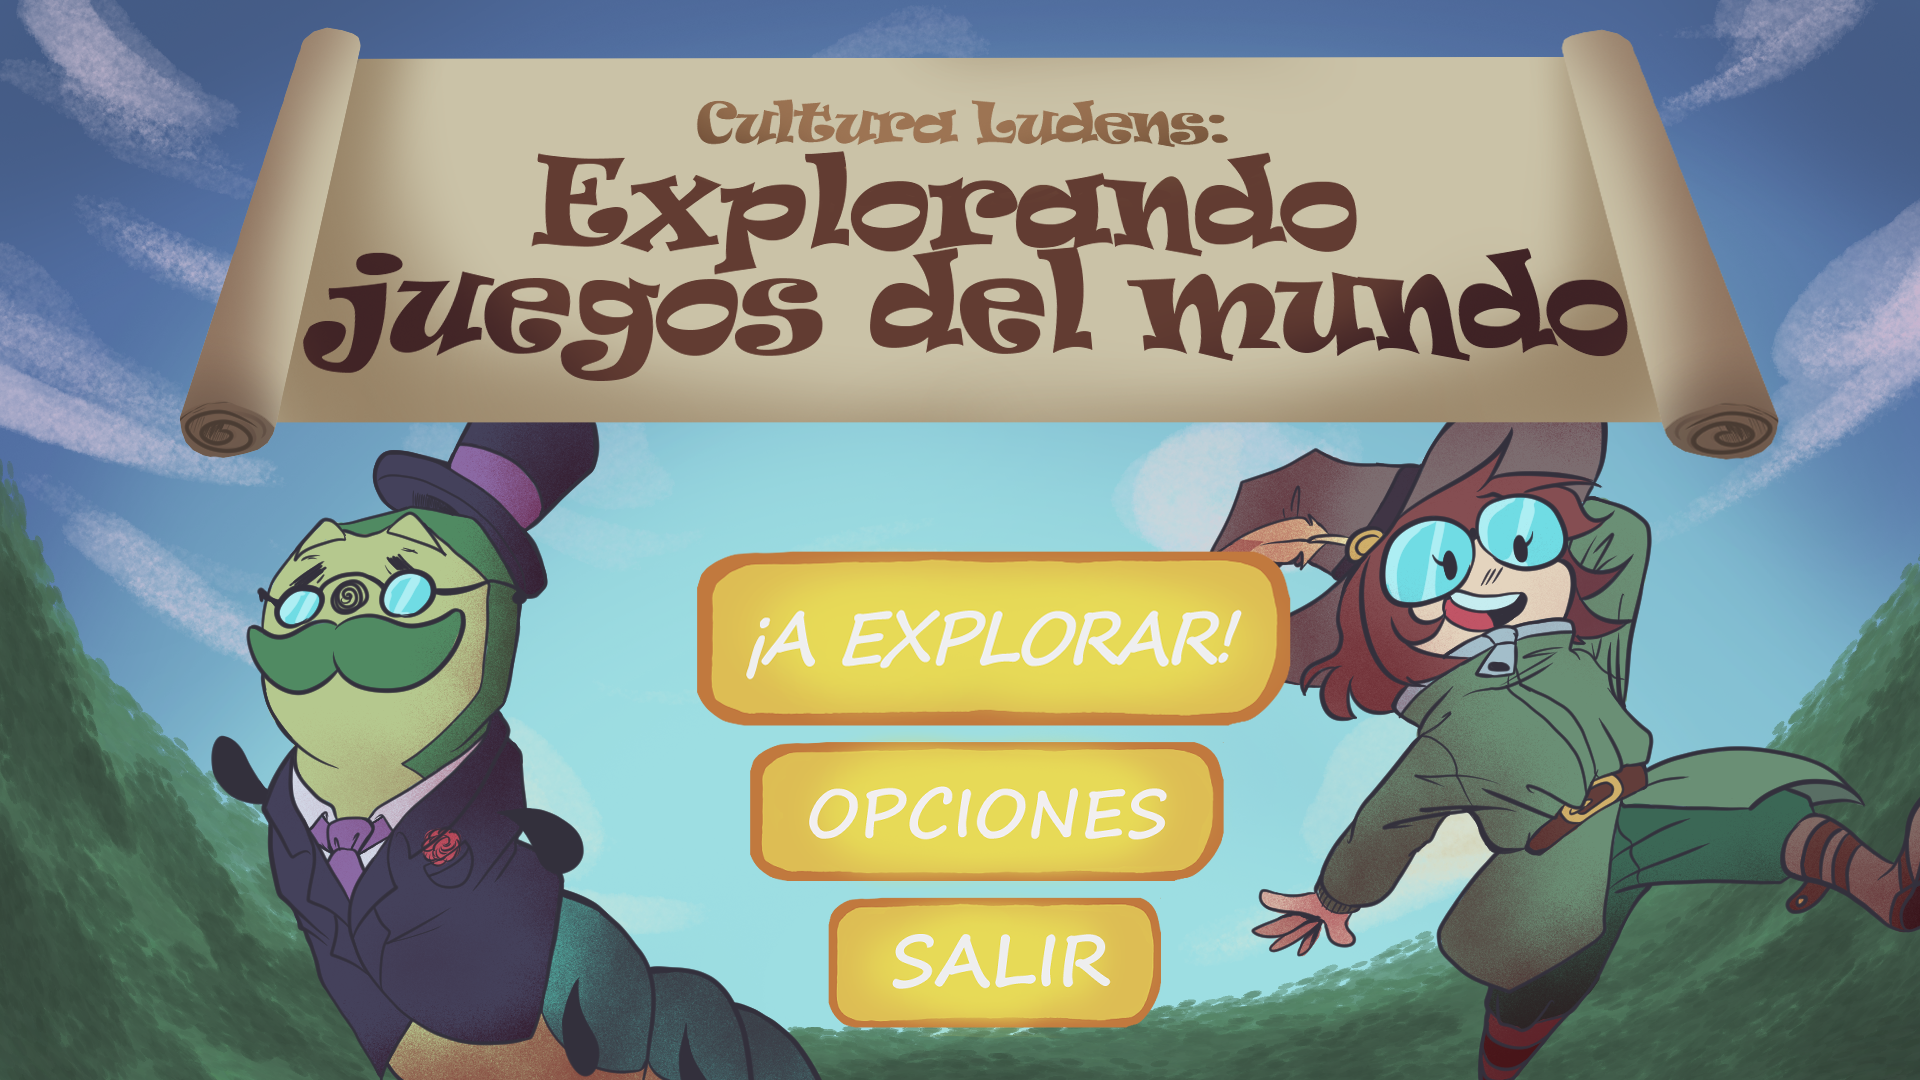 Cultura Ludens:
Explorando
juegos del mundo
¡A EXPLORAR!
OPCIONES
SALIR